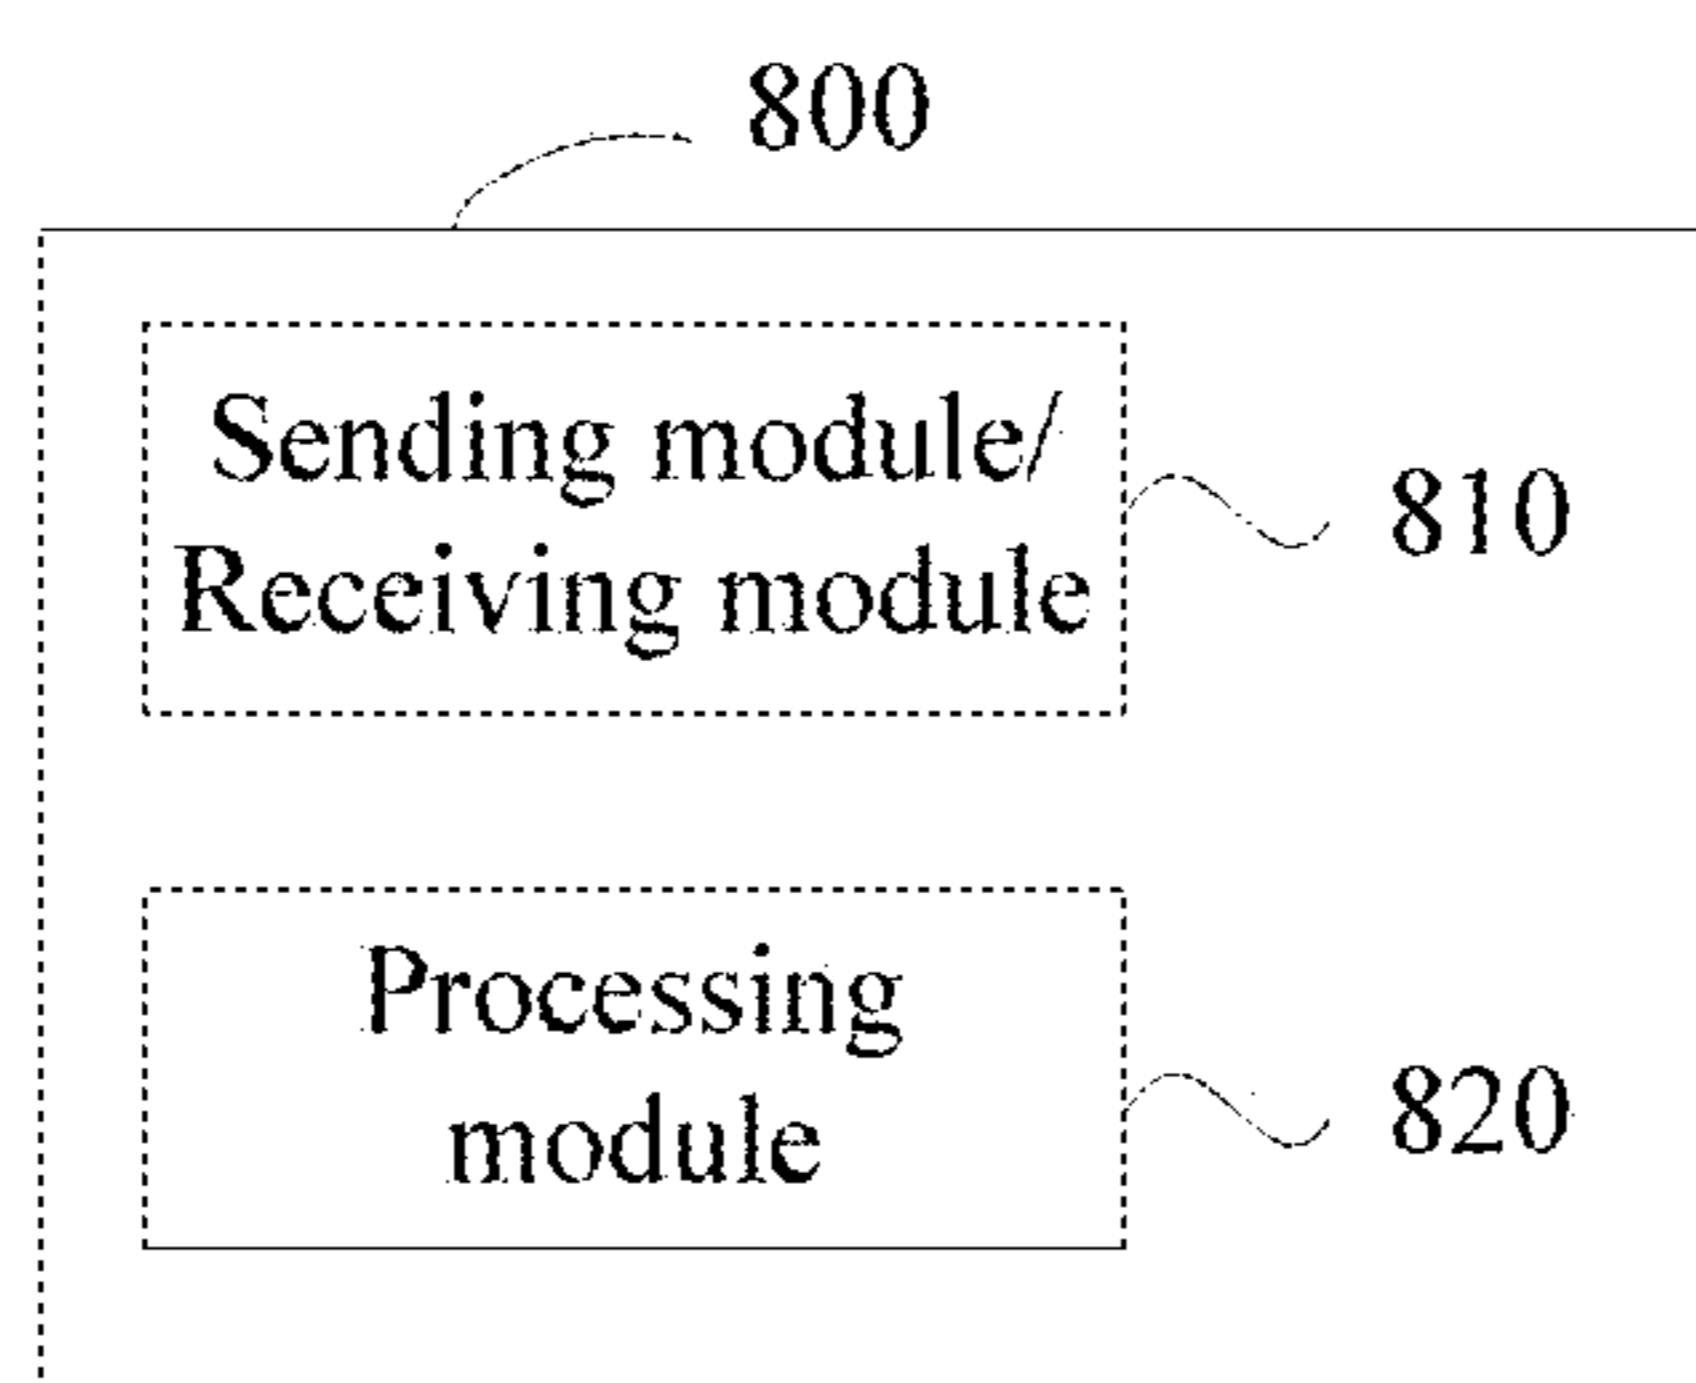 800
Sending module/
Receiving module
810
Processing
module
820